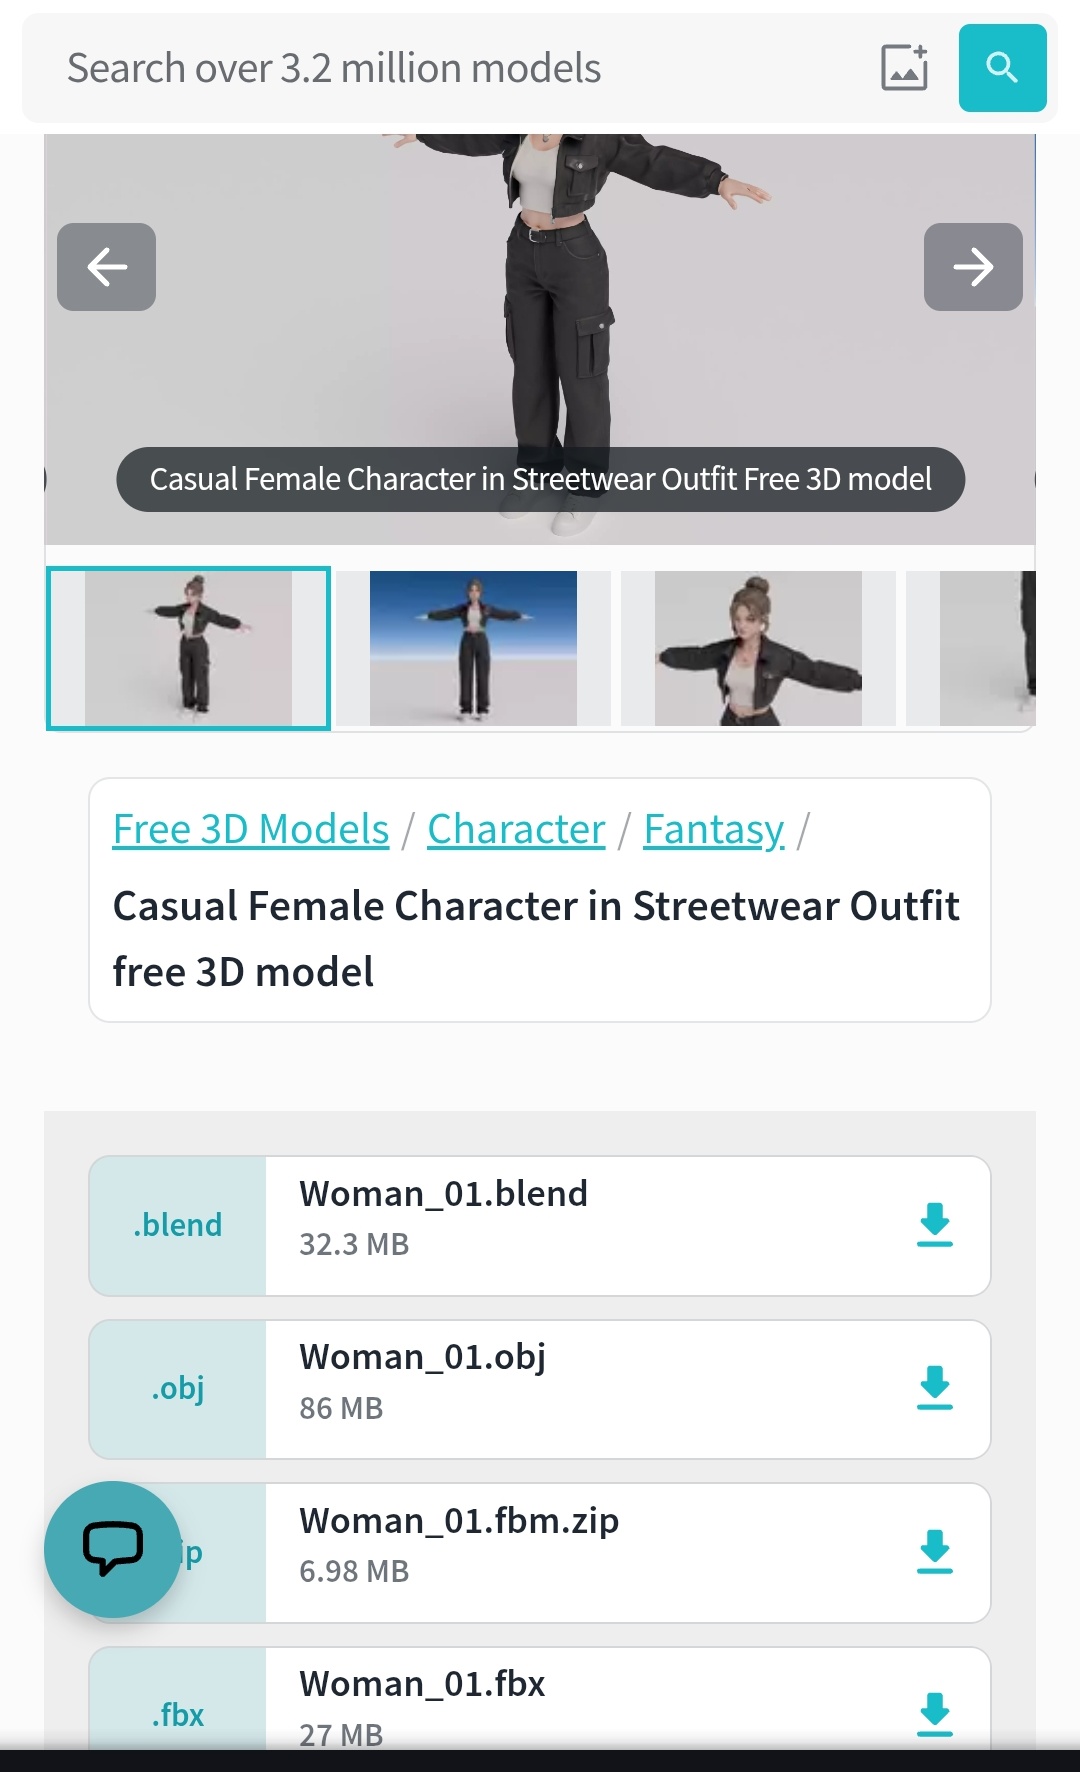 Search over 3.2 million models
Casual Female Character in Streetwear Outfit Free 3D model
Free 3D Models / Character / Fantasy /
Casual Female Character in Streetwear Outfit
free 3D model
.blend
Woman_01.blend
32.3 MB
.obj
Woman_01.obj
86 MB
ip
Woman_01.fbm.zip
6.98 MB
.fbx
Woman_01.fbx
27 MB